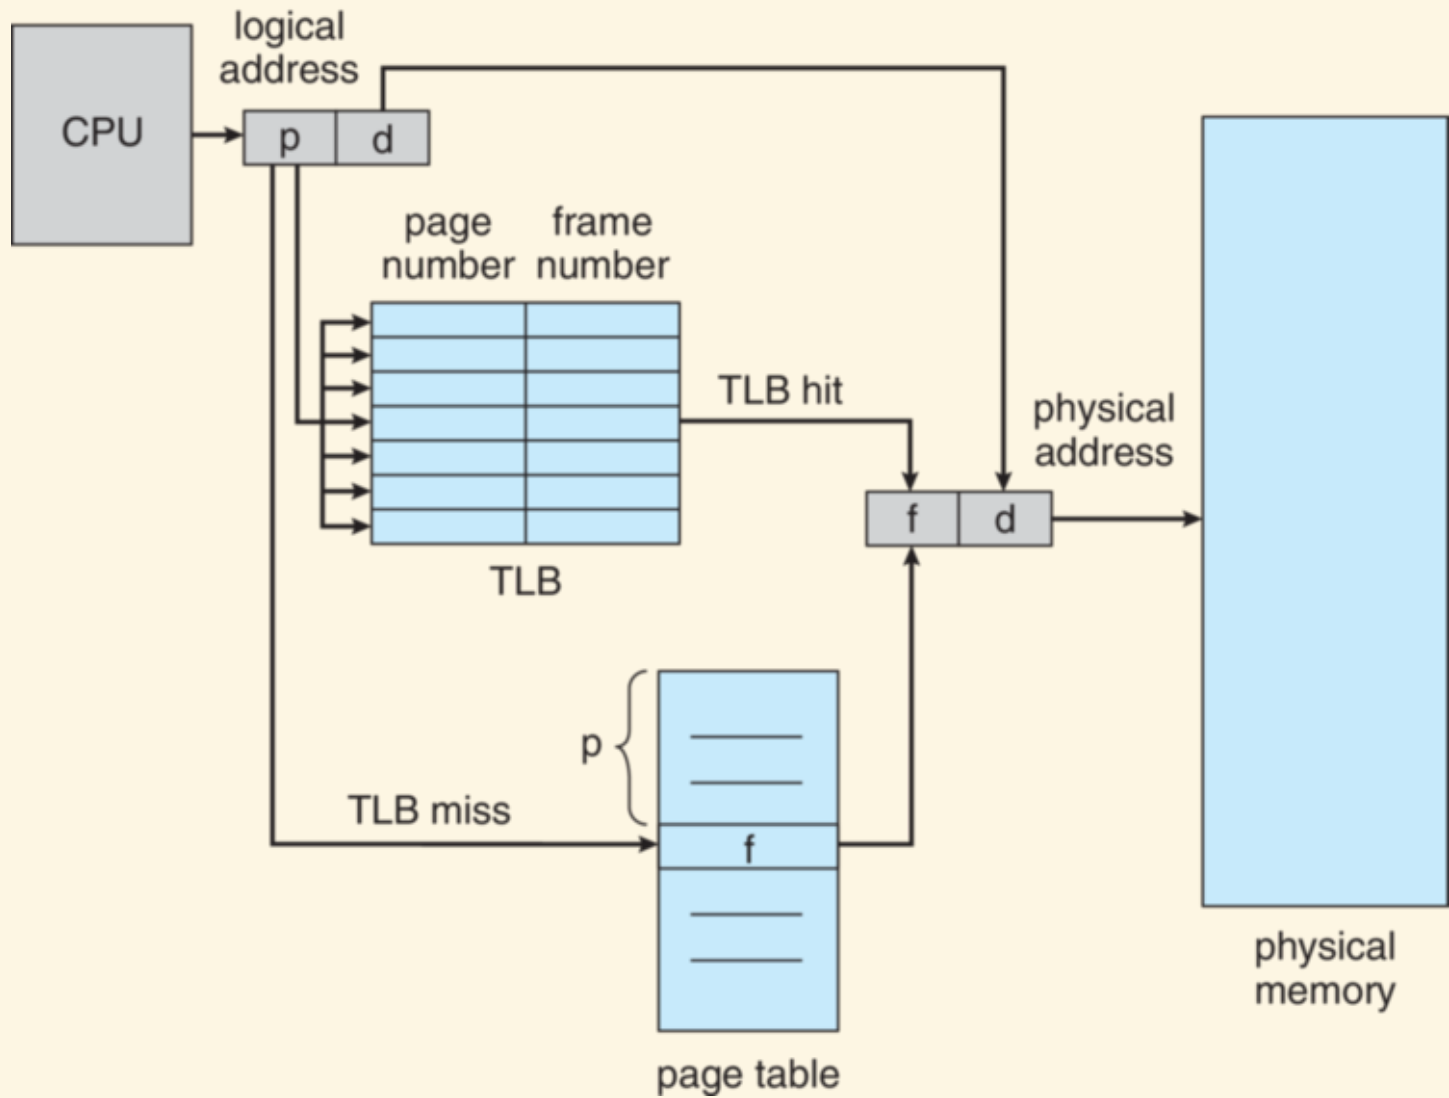 logical
address
CPU
p
d
page
number
frame
number
TLB hit
physical
address
f
d
TLB
p
TLB miss
f
physical
memory
page table